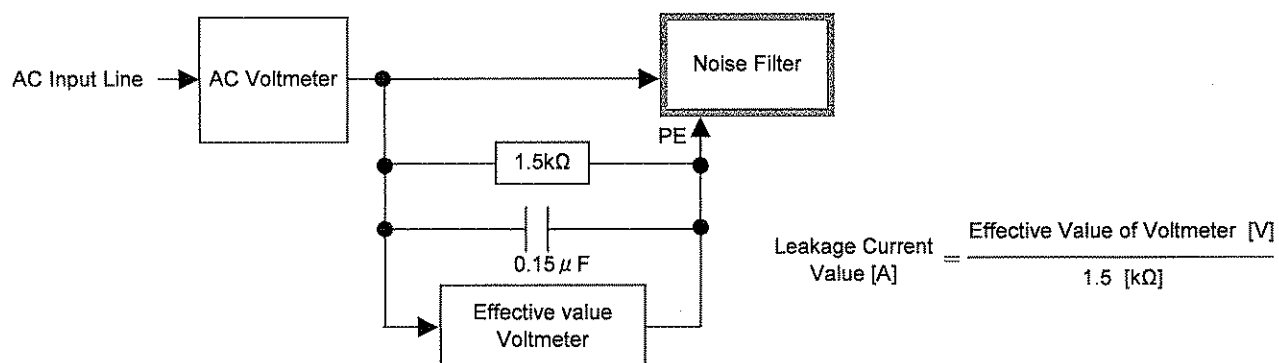 AC Input Line
AC Voltmeter
Noise Filter
PE
1.5kΩ
0.15 μ F
Effective value
Voltmeter
Leakage Current
Value [A]
=
Effective Value of Voltmeter [V]
1.5 [kΩ]